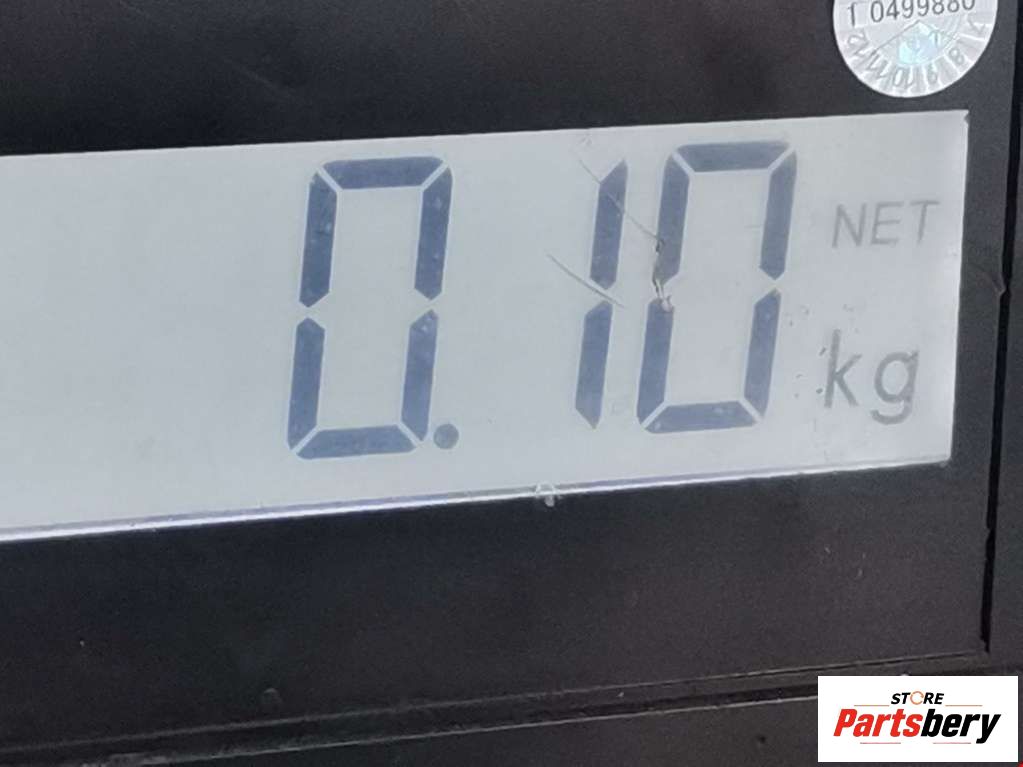 1 0499880
0.10
NET
kg
STORE
Partsbery